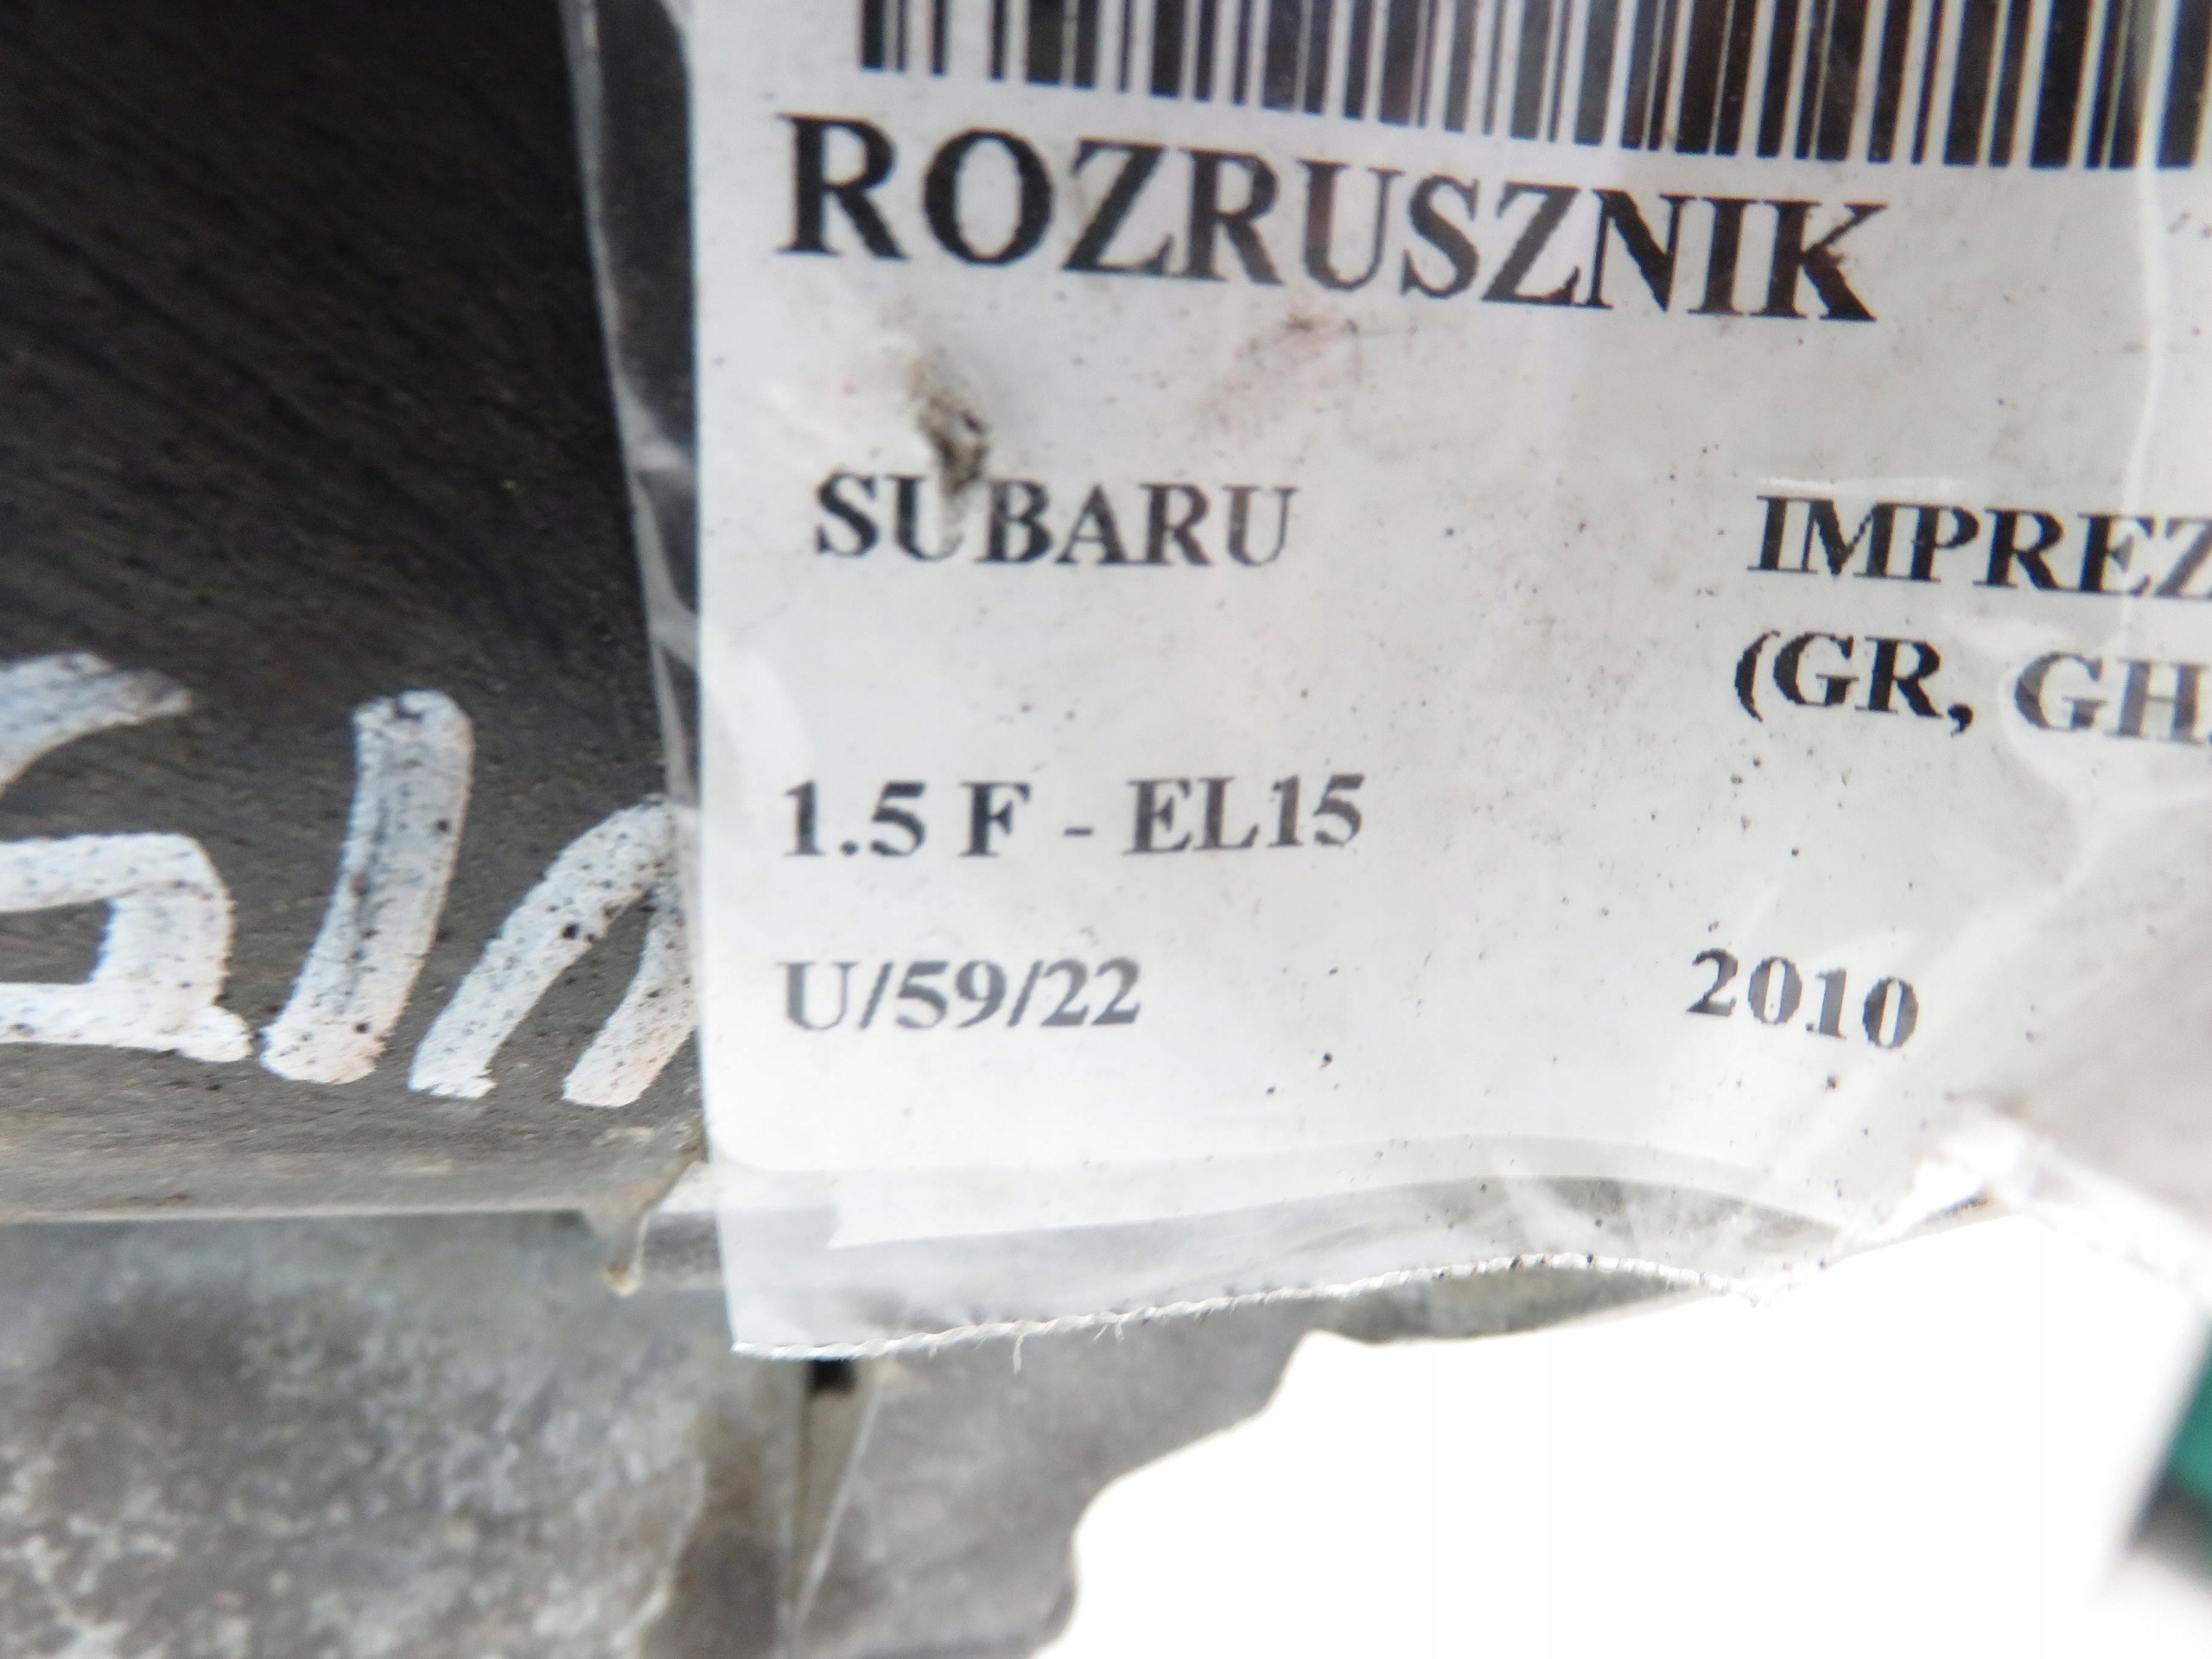 ROZRUSZNIK
SUBARU IMPREZ
(GR, GH,
1.5 F - EL15
U/59/22 2010